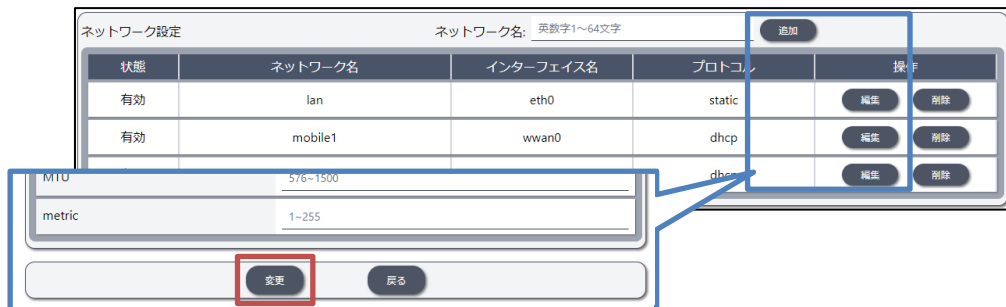 ネットワーク設定 ネットワーク名: 英数字1～64文字 追加
状態 ネットワーク名 インターフェイス名 プロトコル 操作
有効 lan eth0 static 編集 削除
有効 mobile1 wwan0 dhcp 編集 削除
dhcp 編集 削除
MTU 576~1500
metric 1~255
変更 戻る